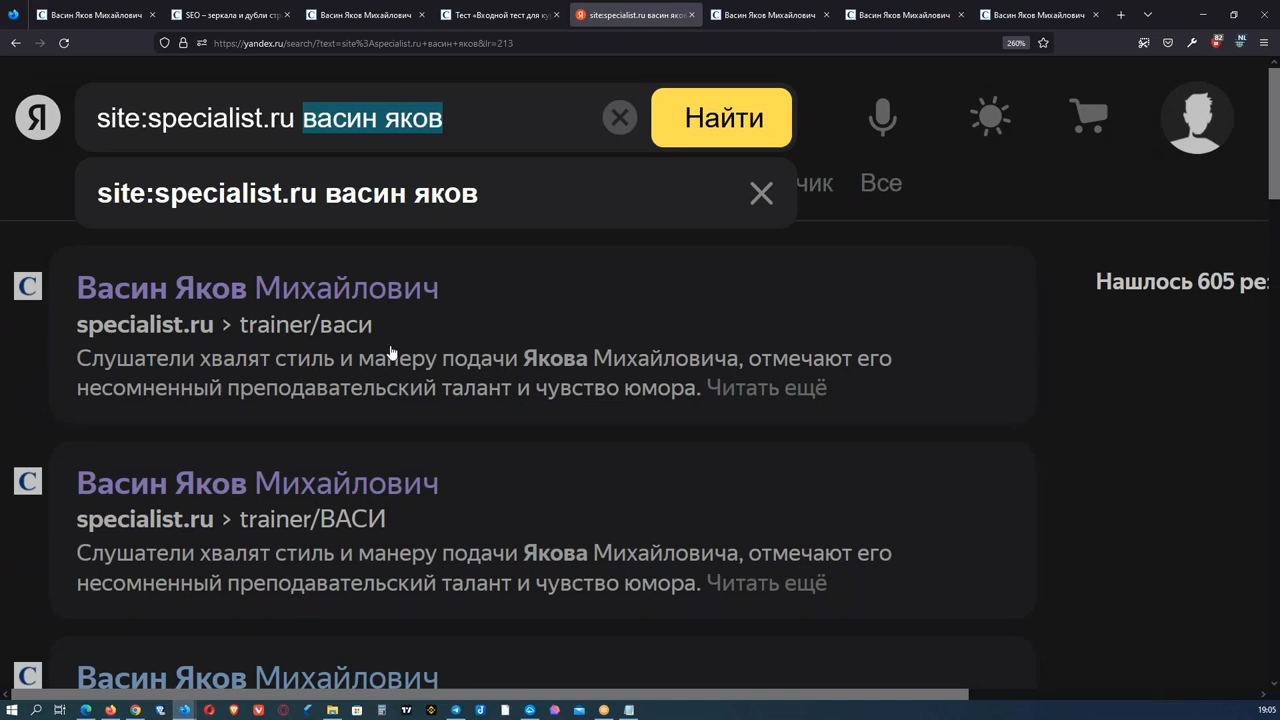 Васин Яков Михайлович
SEO – зеркала и дубли стр
Васин Яков Михайлович
Тест «Входной тест для ку
site:specialist.ru васин яков
Васин Яков Михайлович
Васин Яков Михайлович
Васин Яков Михайлович
https://yandex.ru/search/?text=site%3Aspecialist.ru+васин+яков&lr=213
260%
82
NL
Я
site:specialist.ru васин яков
Найти
site:specialist.ru васин яков
чик
Все
C
Васин Яков Михайлович
specialist.ru › trainer/васи
Слушатели хвалят стиль и манеру подачи Якова Михайловича, отмечают его
несомненный преподавательский талант и чувство юмора. Читать ещё
Нашлось 605 рез
C
Васин Яков Михайлович
specialist.ru › trainer/ВАСИ
Слушатели хвалят стиль и манеру подачи Якова Михайловича, отмечают его
несомненный преподавательский талант и чувство юмора. Читать ещё
C
Васин Яков Михайлович
19:05